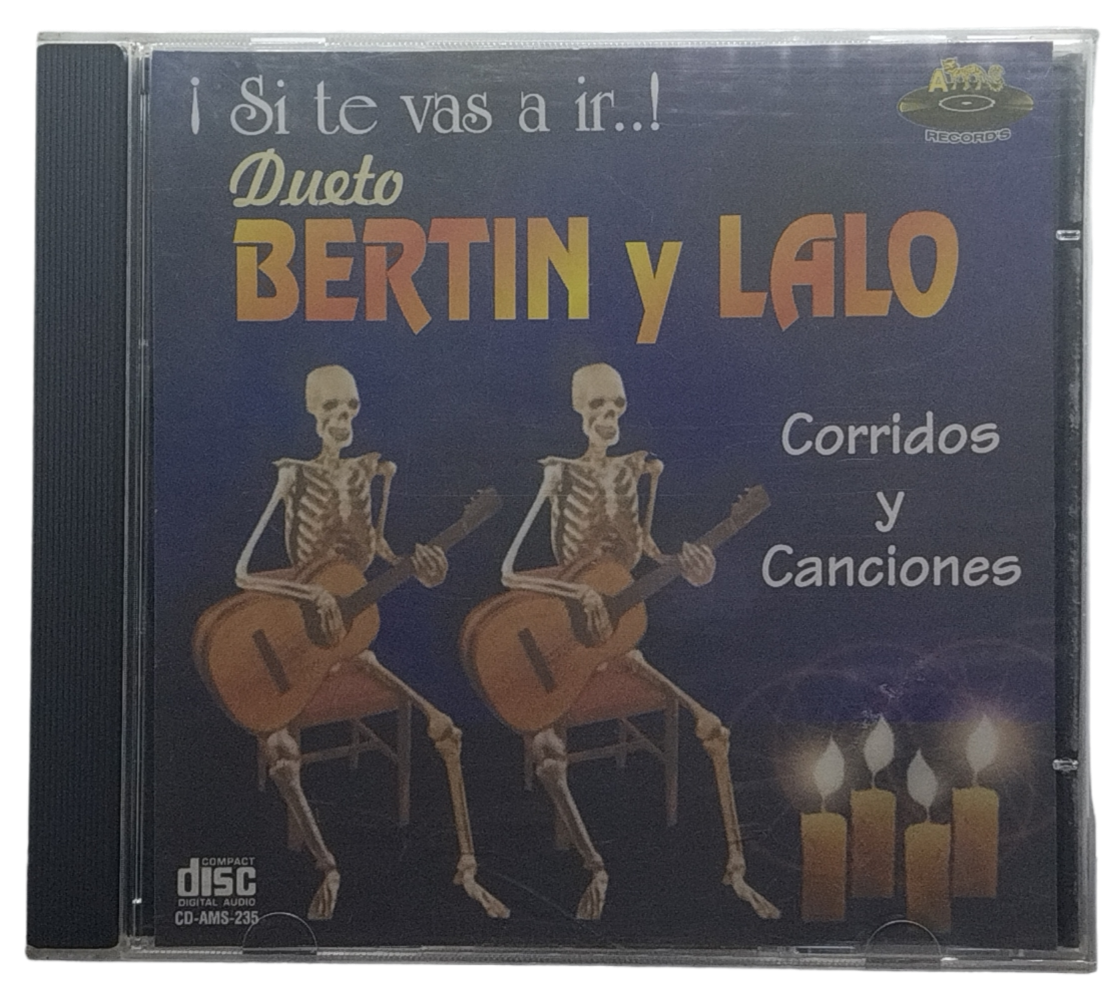 ¡ Si te vas a ir..!
RECORD'S
Dueto
BERTIN y LALO
Corridos
y
Canciones
COMPACT
disc
DIGITAL AUDIO
CD-AMS-235